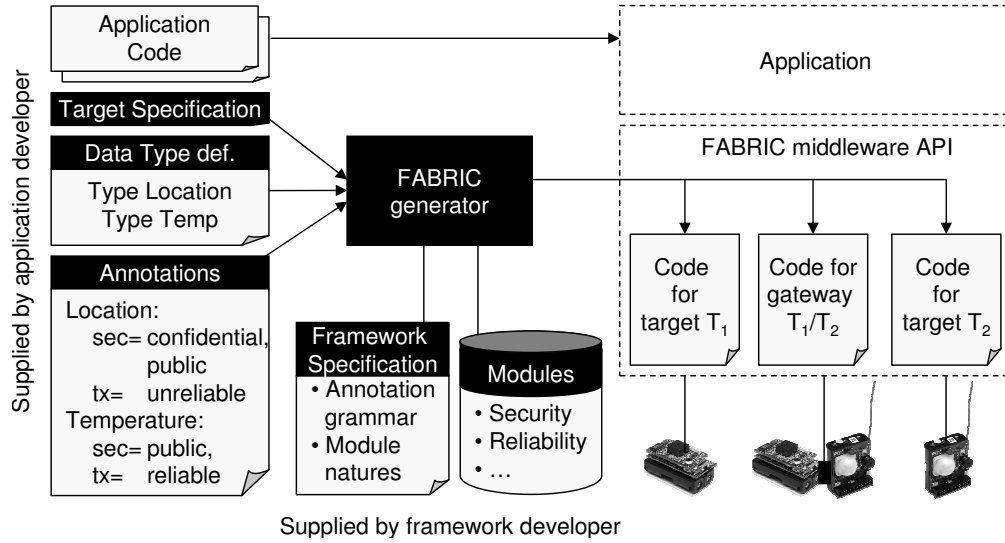 Supplied by application developer
Application
Code
Target Specification
Data Type def.
Type Location
Type Temp
Annotations
Location:
sec= confidential,
public
tx= unreliable
Temperature:
sec= public,
tx= reliable
FABRIC
generator
Framework
Specification
• Annotation
grammar
• Module
natures
Modules
• Security
• Reliability
• …
Supplied by framework developer
Application
FABRIC middleware API
Code
for
target T1
Code for
gateway
T1/T2
Code
for
target T2